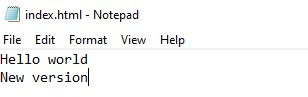 index.html - Notepad
File Edit Format View Help
Hello world
New version